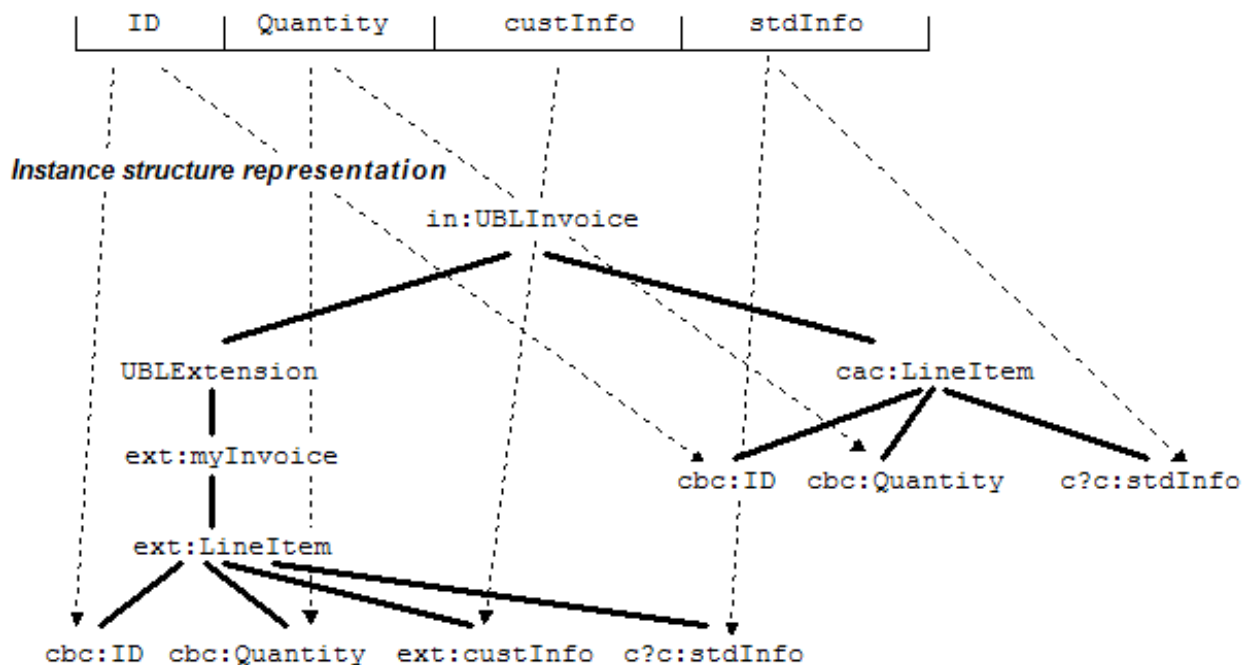 ID Quantity custInfo stdInfo
Instance structure representation
in:UBLInvoice
UBLExtension cac:LineItem
ext:myInvoice
cbc:ID cbc:Quantity c?c:stdInfo
ext:LineItem
cbc:ID cbc:Quantity ext:custInfo c?c:stdInfo